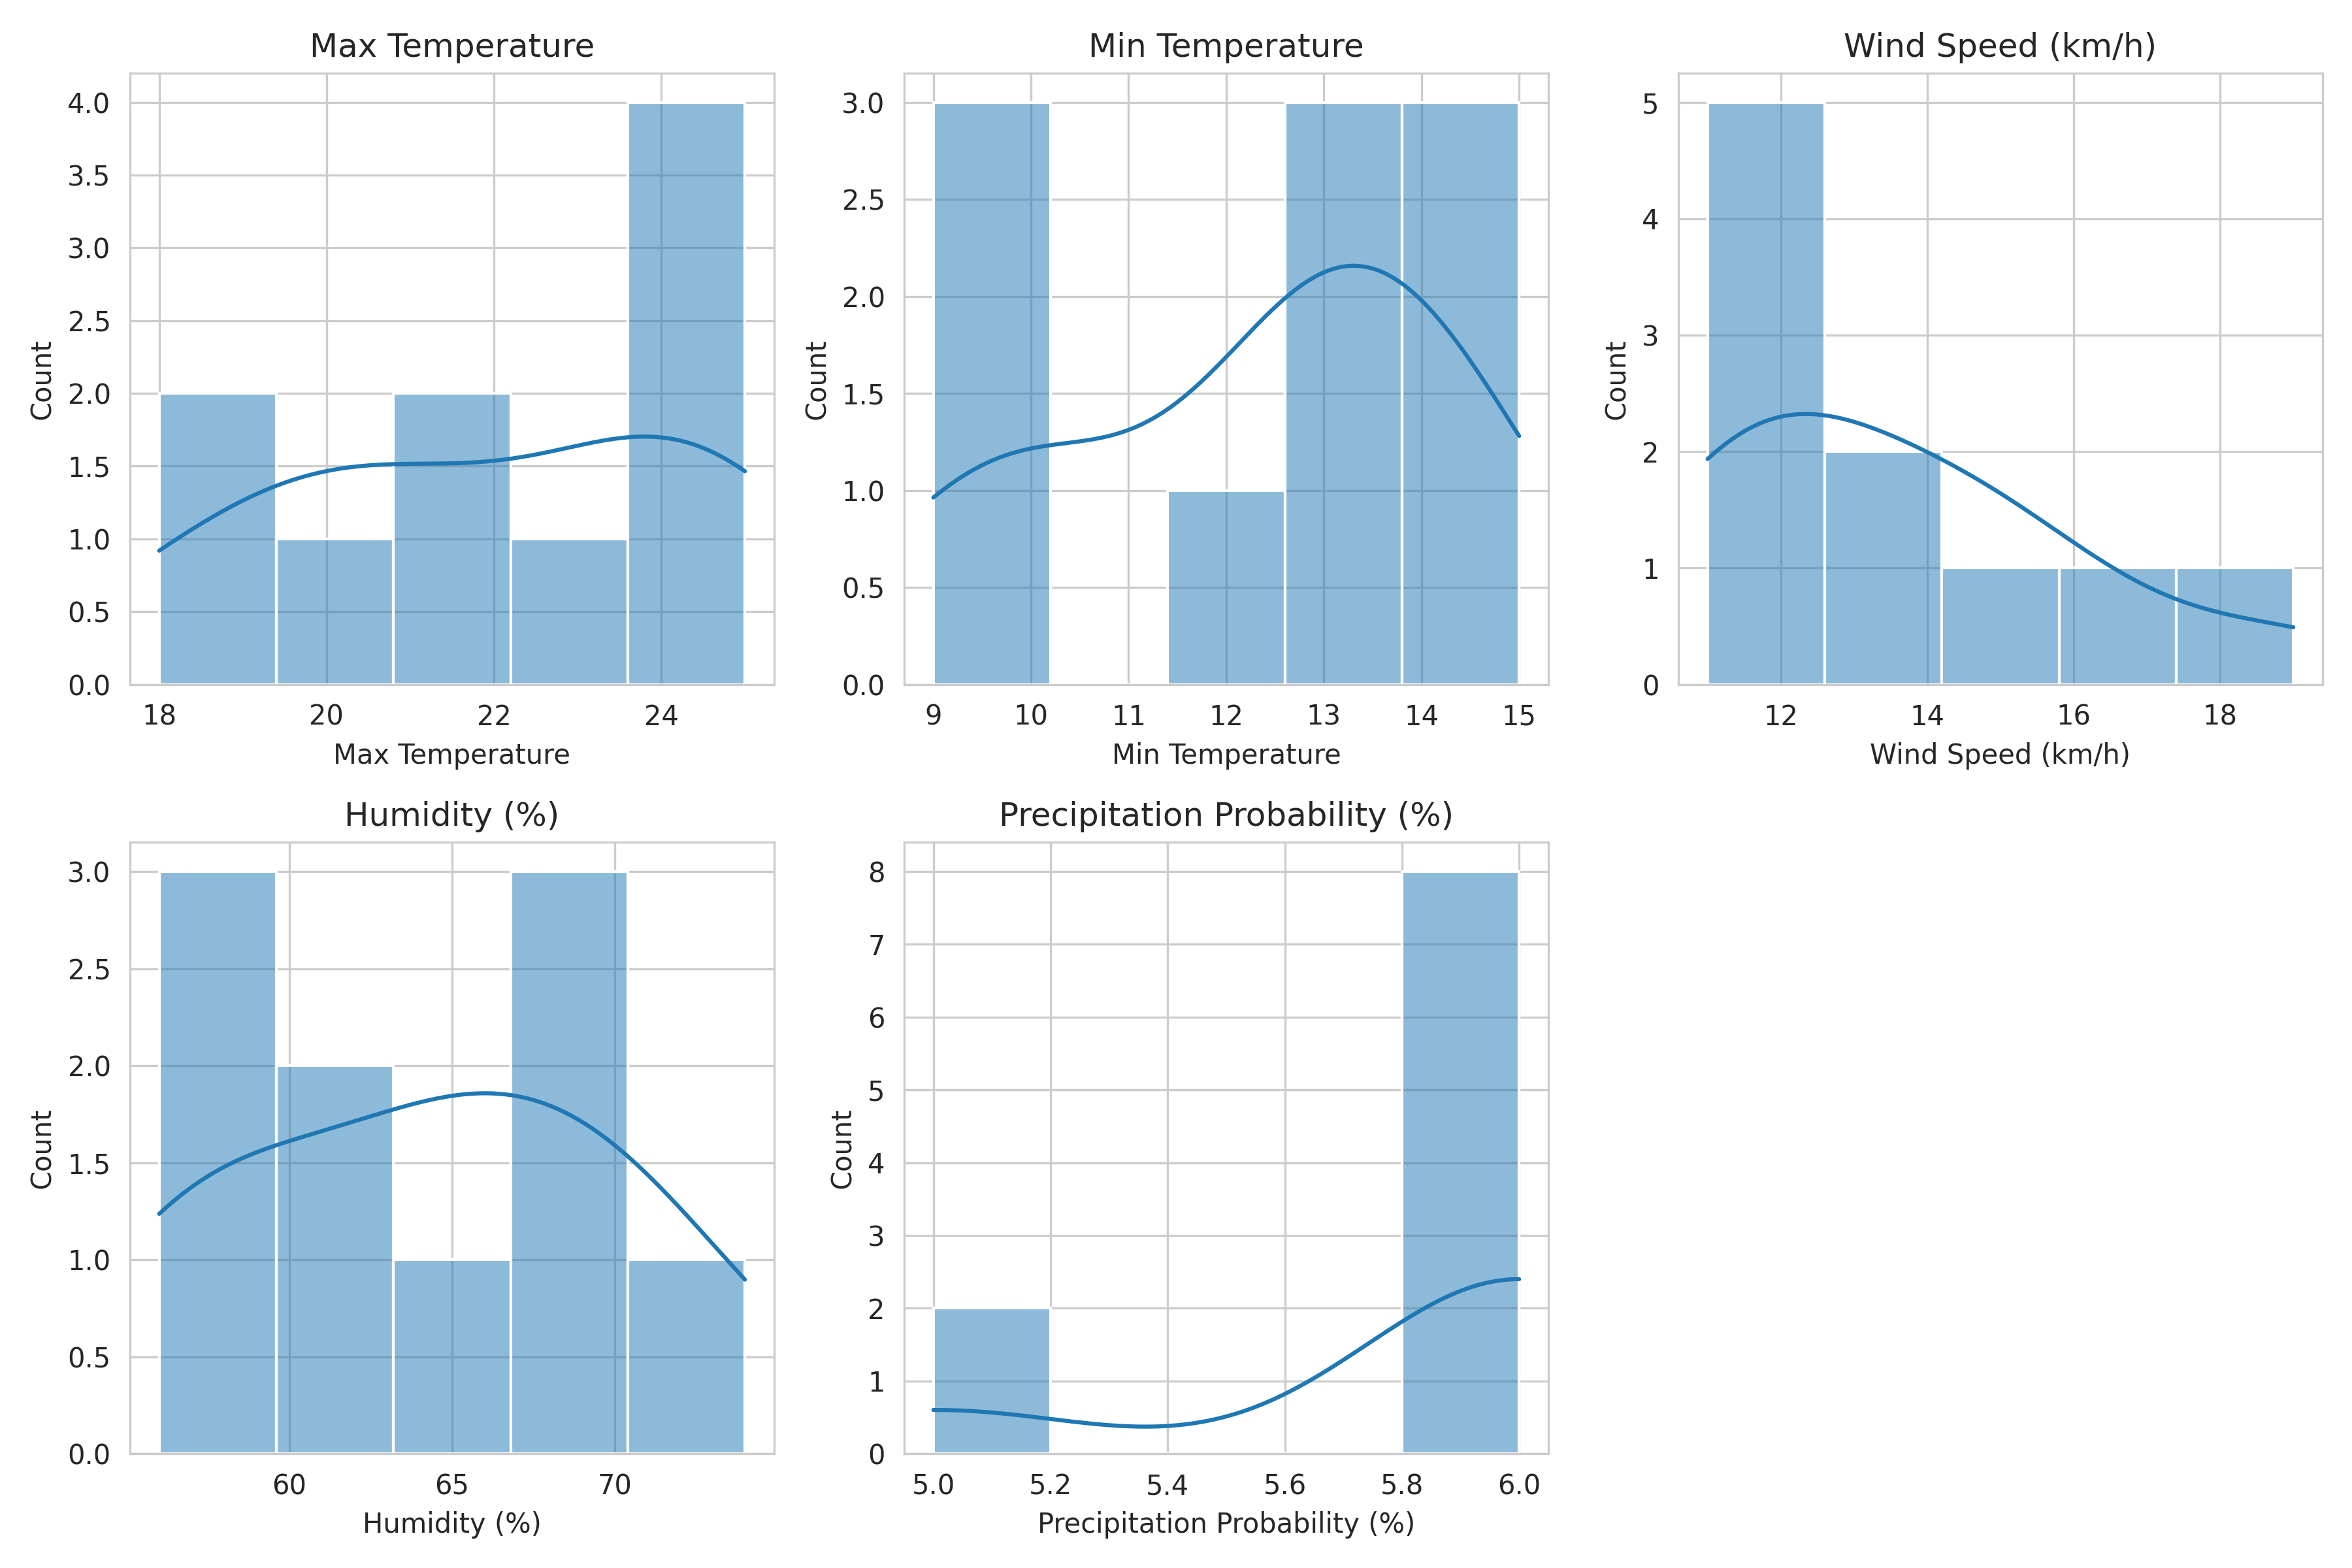 Max Temperature
4.0
3.5
3.0
2.5
2.0
1.5
1.0
0.5
0.0
Count
18 20 22 24
Max Temperature
Min Temperature
3.0
2.5
2.0
1.5
1.0
0.5
0.0
Count
9 10 11 12 13 14 15
Min Temperature
Wind Speed (km/h)
5
4
3
2
1
0
Count
12 14 16 18
Wind Speed (km/h)
Humidity (%)
3.0
2.5
2.0
1.5
1.0
0.5
0.0
Count
60 65 70
Humidity (%)
Precipitation Probability (%)
8
7
6
5
4
3
2
1
0
Count
5.0 5.2 5.4 5.6 5.8 6.0
Precipitation Probability (%)